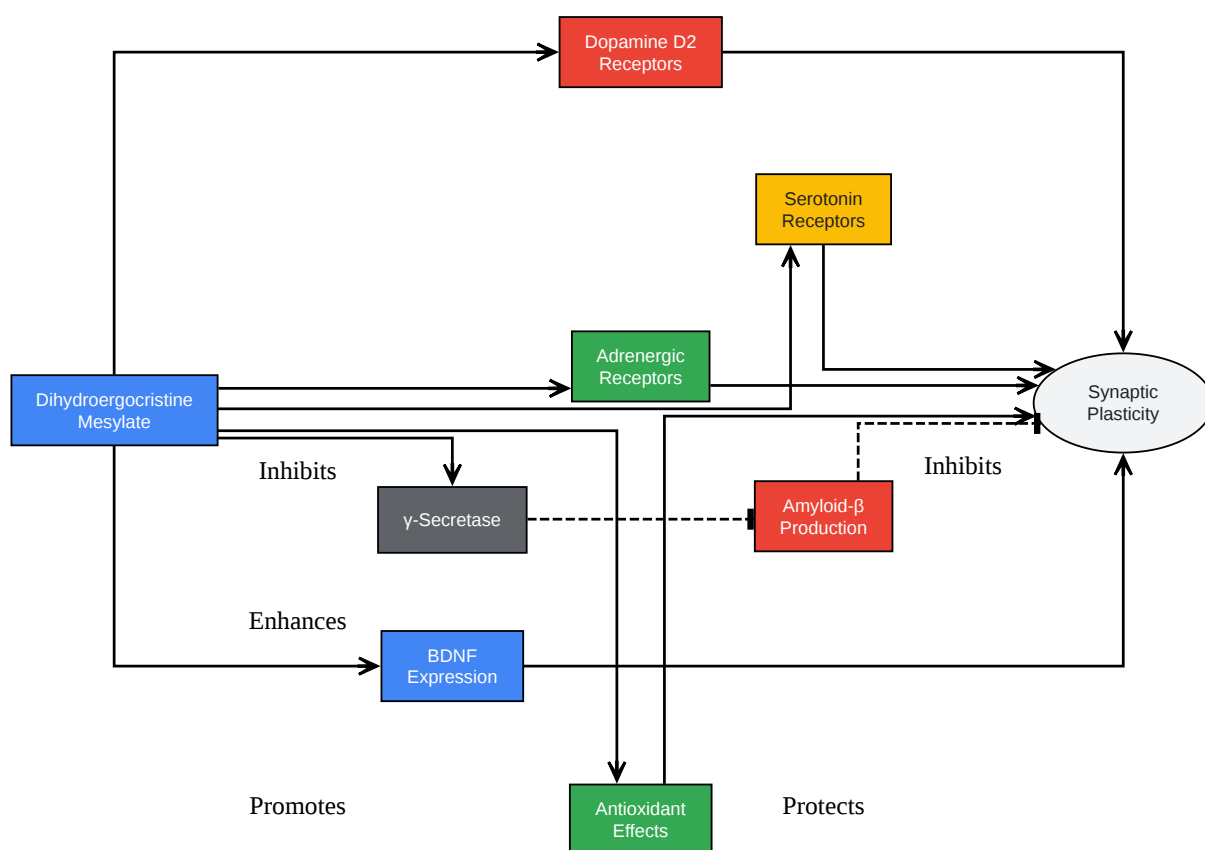 Dopamine D2
Receptors
Serotonin
Receptors
Adrenergic
Receptors
Dihydroergocristine
Mesylate
Synaptic
Plasticity
Inhibits
Inhibits
γ-Secretase
Amyloid-β
Production
Enhances
BDNF
Expression
Promotes
Antioxidant
Effects
Protects